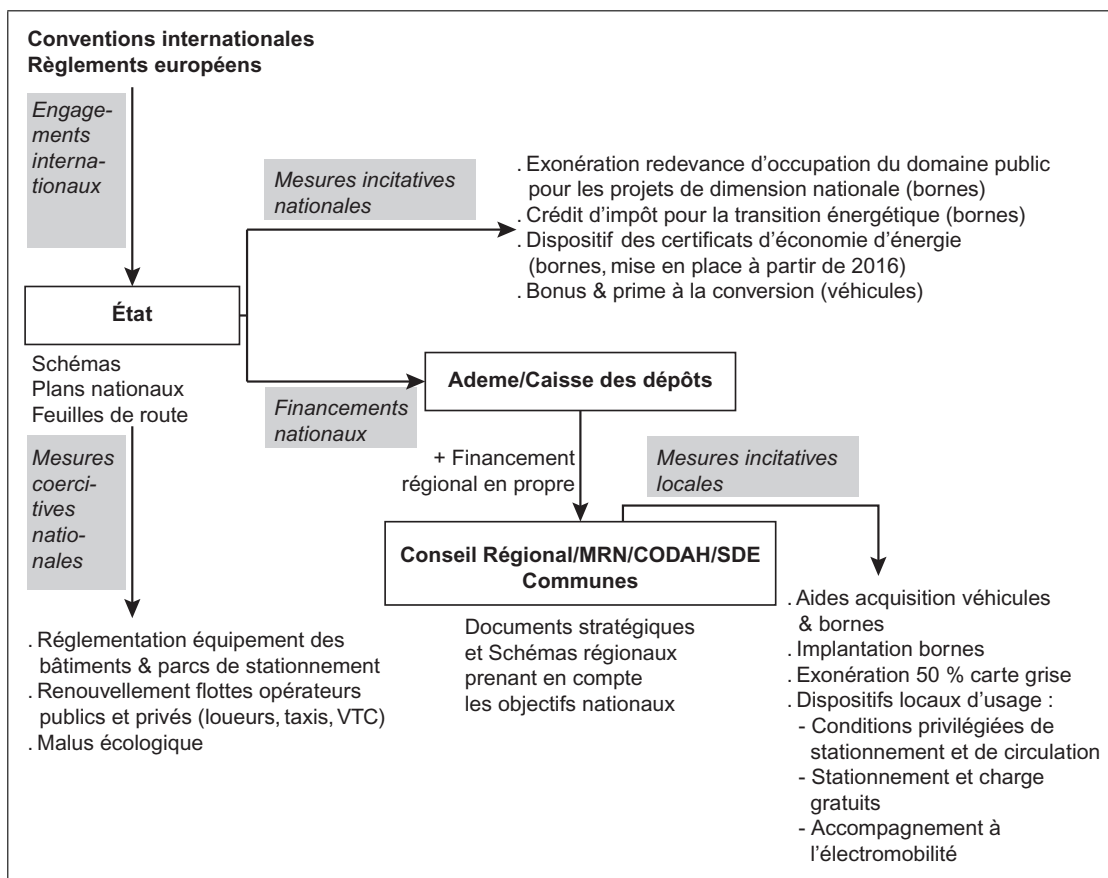 Conventions internationales
Règlements européens
Engage-
ments
interna-
tionaux
Mesures incitatives
nationales
. Exonération redevance d'occupation du domaine public
pour les projets de dimension nationale (bornes)
. Crédit d'impôt pour la transition énergétique (bornes)
. Dispositif des certificats d'économie d'énergie
(bornes, mise en place à partir de 2016)
. Bonus & prime à la conversion (véhicules)
État
Schémas
Plans nationaux
Feuilles de route
Financements
nationaux
Ademe/Caisse des dépôts
Mesures
coerci-
tives
natio-
nales
+ Financement
régional en propre
Mesures incitatives
locales
Conseil Régional/MRN/CODAH/SDE
Communes
Documents stratégiques
et Schémas régionaux
prenant en compte
les objectifs nationaux
. Réglementation équipement des
bâtiments & parcs de stationnement
. Renouvellement flottes opérateurs
publics et privés (loueurs, taxis, VTC)
. Malus écologique
. Aides acquisition véhicules
& bornes
. Implantation bornes
. Exonération 50 % carte grise
. Dispositifs locaux d'usage :
- Conditions privilégiées de
stationnement et de circulation
- Stationnement et charge
gratuits
- Accompagnement à
l'électromobilité